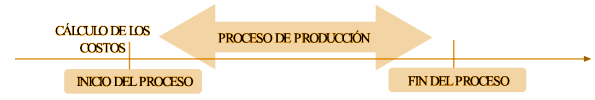 CÁLCULO DE LOS
COSTOS
PROCESO DE PRODUCCIÓN
INICIO DEL PROCESO
FIN DEL PROCESO